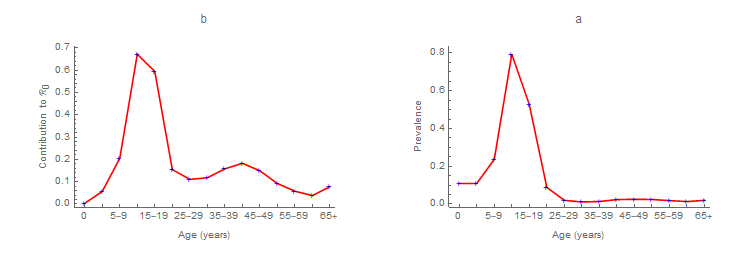 b
Contribution to ℛ0
0.7
0.6
0.5
0.4
0.3
0.2
0.1
0.0
0 5–9 15–19 25–29 35–39 45–49 55–59 65+
Age (years)
a
Prevalence
0.8
0.6
0.4
0.2
0.0
0 5–9 15–19 25–29 35–39 45–49 55–59 65+
Age (years)